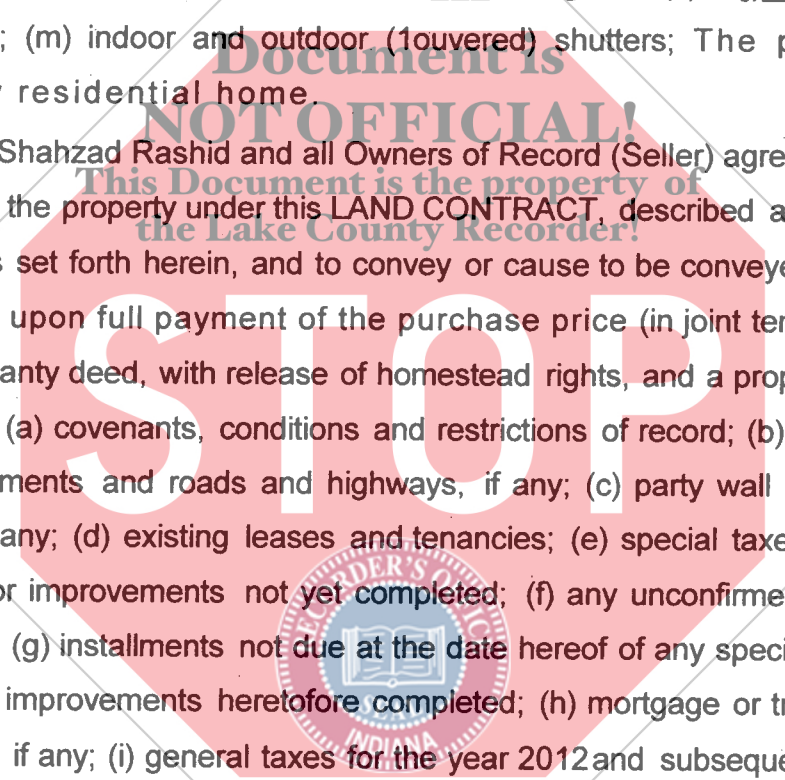 ; (m) indoor and outdoor (1ouvered) shutters; The p
Document is
residential home.
NOT OFFICIAL!
Shahzad Rashid and all Owners of Record (Seller) agre
This Document is the property of
the property under this LAND CONTRACT, described a
the Lake County Recorder!
set forth herein, and to convey or cause to be conveye
STOP
upon full payment of the purchase price (in joint ter
anty deed, with release of homestead rights, and a prop
(a) covenants, conditions and restrictions of record; (b)
ments and roads and highways, if any; (c) party wall
any; (d) existing leases and tenancies; (e) special taxe
or improvements not yet completed; (f) any unconfirme
(g) installments not due at the date hereof of any speci
improvements heretofore completed; (h) mortgage or tr
if any; (i) general taxes for the year 2012and subseque
SEAL
INDIANA